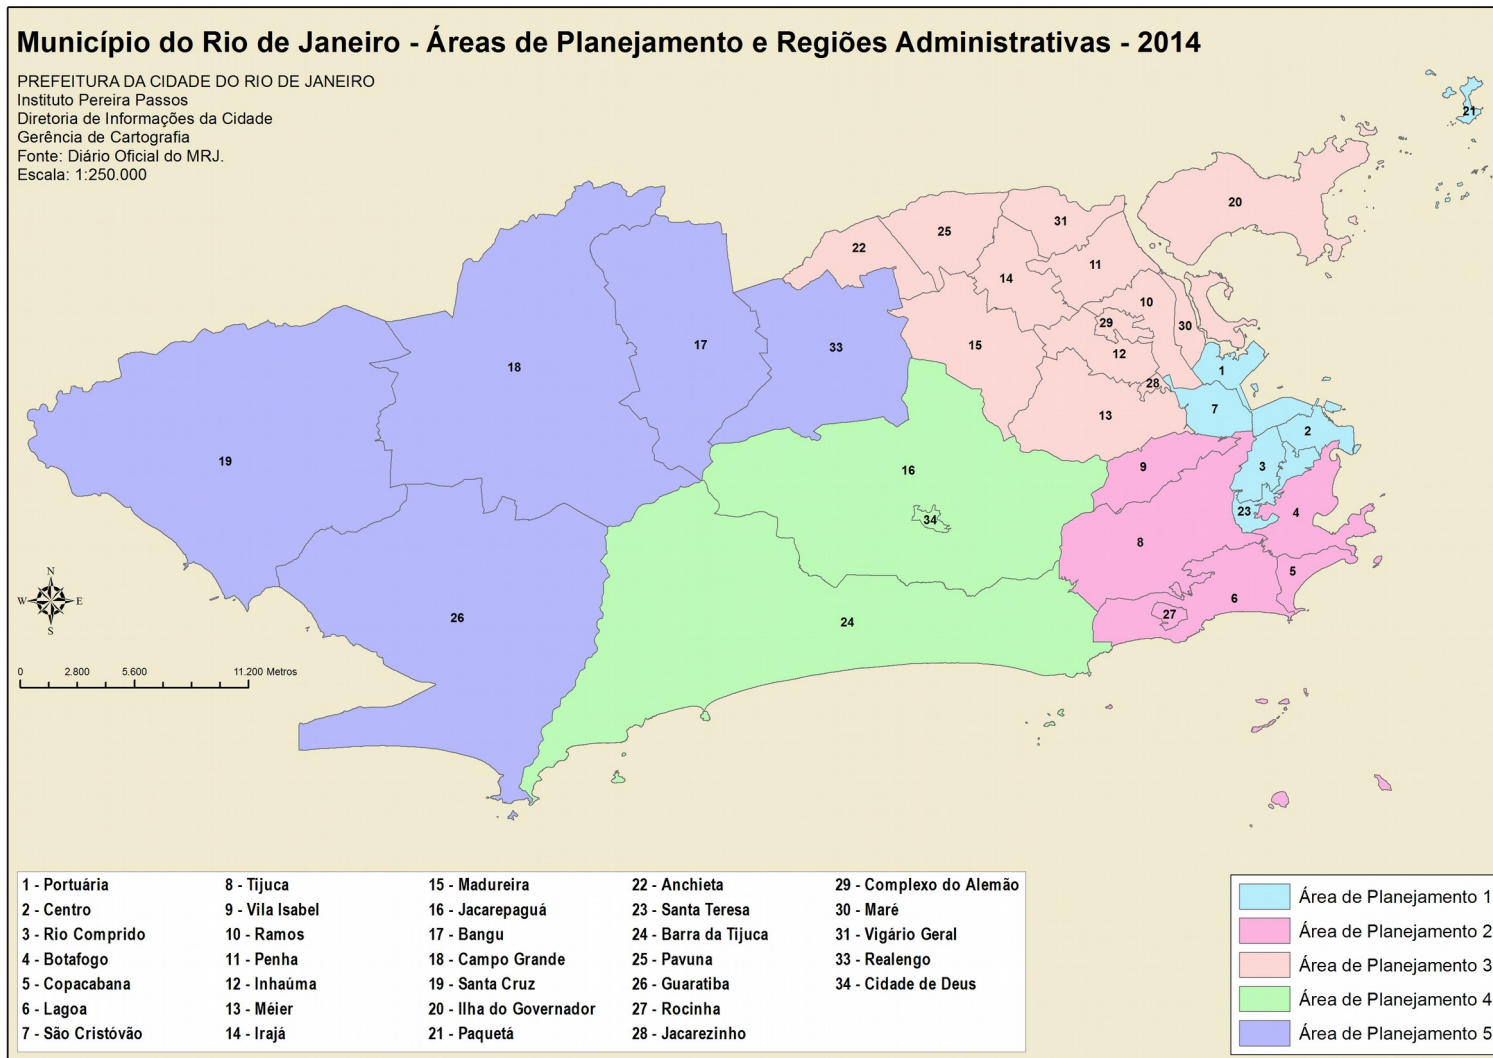 Município do Rio de Janeiro - Áreas de Planejamento e Regiões Administrativas - 2014
PREFEITURA DA CIDADE DO RIO DE JANEIRO
Instituto Pereira Passos
Diretoria de Informações da Cidade
Gerência de Cartografia
Fonte: Diário Oficial do MRJ.
Escala: 1:250.000
21
20
31
25
22
11
14
10
29
30
15
12
33
17
18
1
28
7
13
2
19
9
3
16
23
4
34
8
5
6
27
26
24
N
W E
S
0 2.800 5.600 11.200 Metros
1 - Portuária
2 - Centro
3 - Rio Comprido
4 - Botafogo
5 - Copacabana
6 - Lagoa
7 - São Cristóvão
8 - Tijuca
9 - Vila Isabel
10 - Ramos
11 - Penha
12 - Inhaúma
13 - Méier
14 - Irajá
15 - Madureira
16 - Jacarepaguá
17 - Bangu
18 - Campo Grande
19 - Santa Cruz
20 - Ilha do Governador
21 - Paquetá
22 - Anchieta
23 - Santa Teresa
24 - Barra da Tijuca
25 - Pavuna
26 - Guaratiba
27 - Rocinha
28 - Jacarezinho
29 - Complexo do Alemão
30 - Maré
31 - Vigário Geral
33 - Realengo
34 - Cidade de Deus
Área de Planejamento 1
Área de Planejamento 2
Área de Planejamento 3
Área de Planejamento 4
Área de Planejamento 5